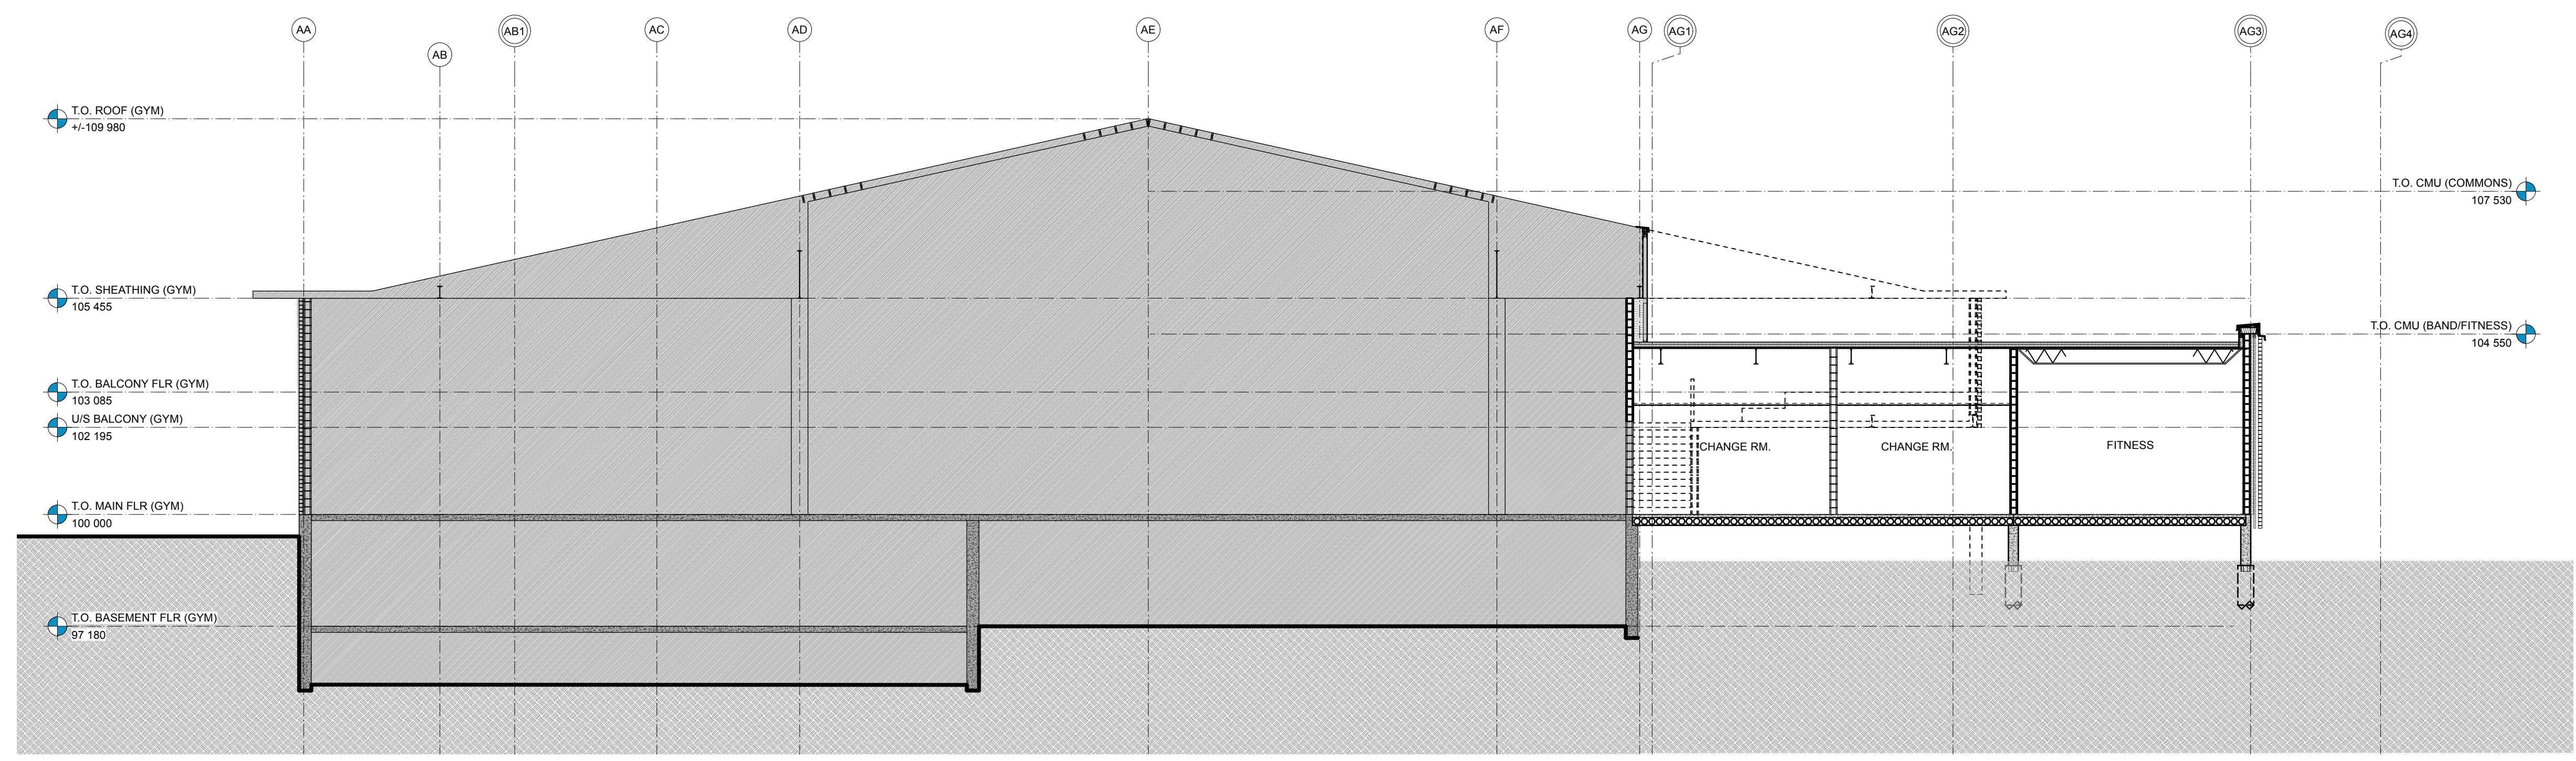 AA
AB
AB1
AC
AD
AE
AF
AG
AG1
AG2
AG3
AG4
T.O. ROOF (GYM)
+/-109 980
T.O. CMU (COMMONS)
107 530
T.O. SHEATHING (GYM)
105 455
T.O. CMU (BAND/FITNESS)
104 550
T.O. BALCONY FLR (GYM)
103 085
U/S BALCONY (GYM)
102 195
CHANGE RM.
CHANGE RM.
FITNESS
T.O. MAIN FLR (GYM)
100 000
T.O. BASEMENT FLR (GYM)
97 180